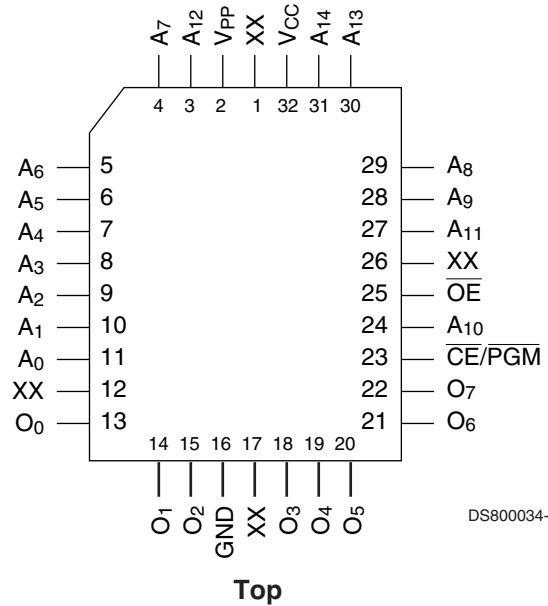 A7 A12 VPP XX VCC A14 A13
4 3 2 1 32 31 30
A6 5 29 A8
A5 6 28 A9
A4 7 27 A11
A3 8 26 XX
A2 9 25 OE
A1 10 24 A10
A0 11 23 CE/PGM
XX 12 22 O7
O0 13 21 O6
14 15 16 17 18 19 20
O1 O2 GND XX O3 O4 O5
DS800034-
Top